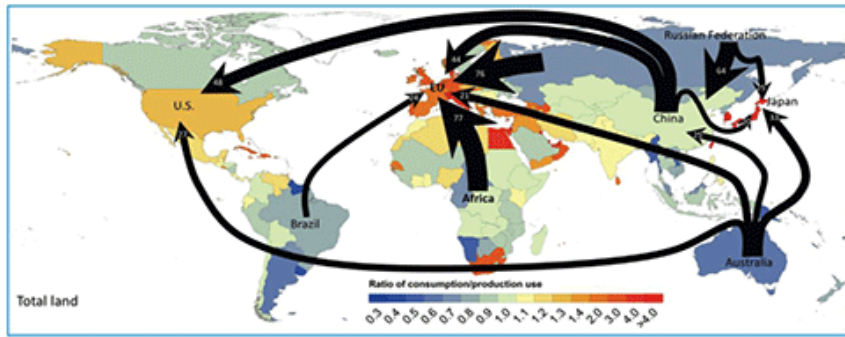 Russian Federation
44
48
76
64
EU
U.S.
21
Japan
China
33
77
Africa
Brazil
Australia
Ratio of consumption/production use
Total land
0.3 0.4 0.5 0.6 0.7 0.8 0.9 1.0 1.1 1.2 1.3 1.4 2.0 3.0 4.0 >4.0